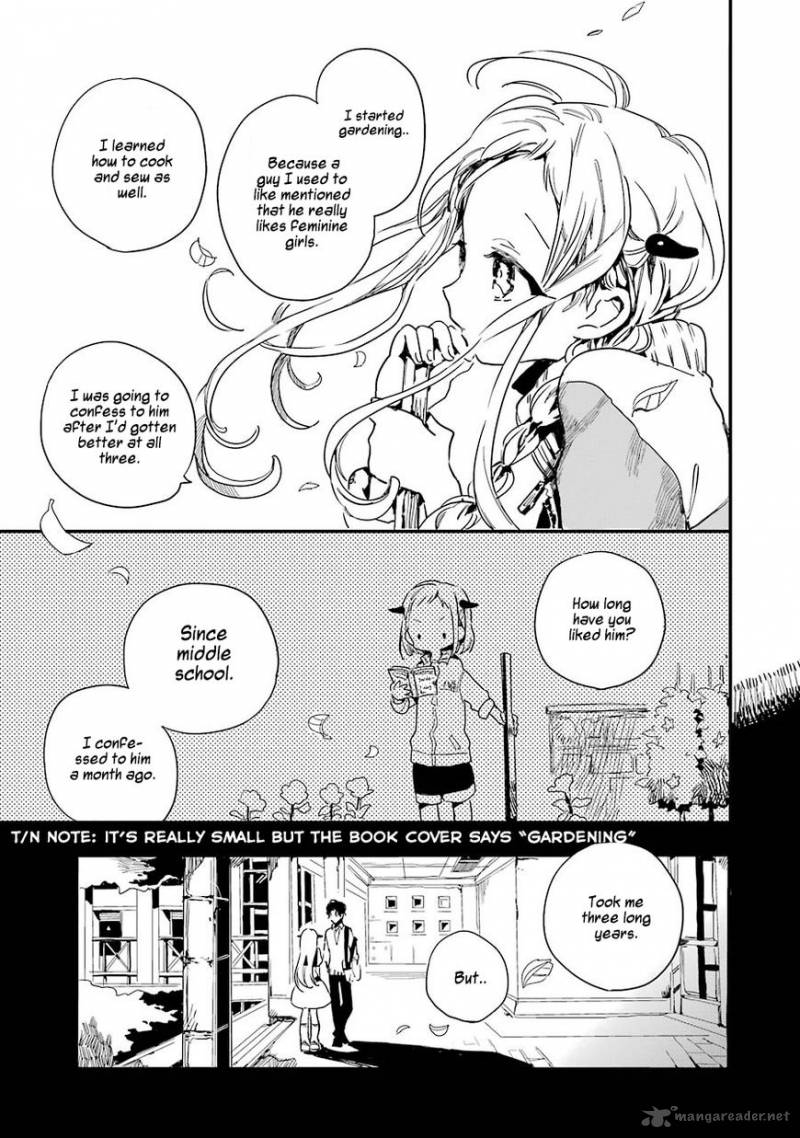 I started
gardening..
Because a
guy I used to
like mentioned
that he really
likes feminine
girls.
I learned
how to cook
and sew as
well.
I was going
to confess to him
after I'd gotten
better at all
three.
How long
have you
liked him?
Since
middle
school.
I confe-
ssed to him
a month ago.
T/N NOTE: IT'S REALLY SMALL BUT THE BOOK COVER SAYS "GARDENING"
Took me
three long
years.
But..
mangareader.net